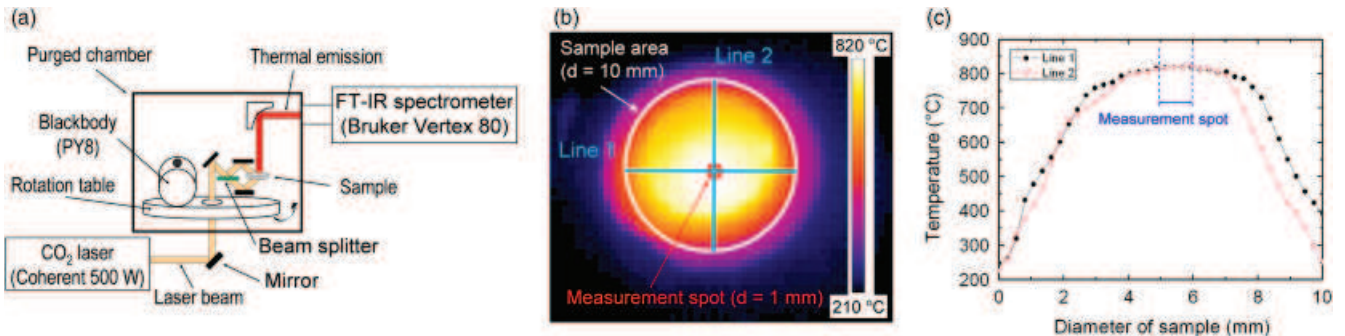 (a)
Purged chamber
Thermal emission
Blackbody
(PY8)
FT-IR spectrometer
(Bruker Vertex 80)
Rotation table
Sample
Beam splitter
CO₂ laser
(Coherent 500 W)
Mirror
Laser beam
(b)
Sample area
(d = 10 mm)
Line 2
820 °C
Line 1
Measurement spot (d = 1 mm)
210 °C
(c)
900
800
700
600
500
400
300
200
Temperature (°C)
Line 1
Line 2
Measurement spot
0
2
4
6
8
10
Diameter of sample (mm)